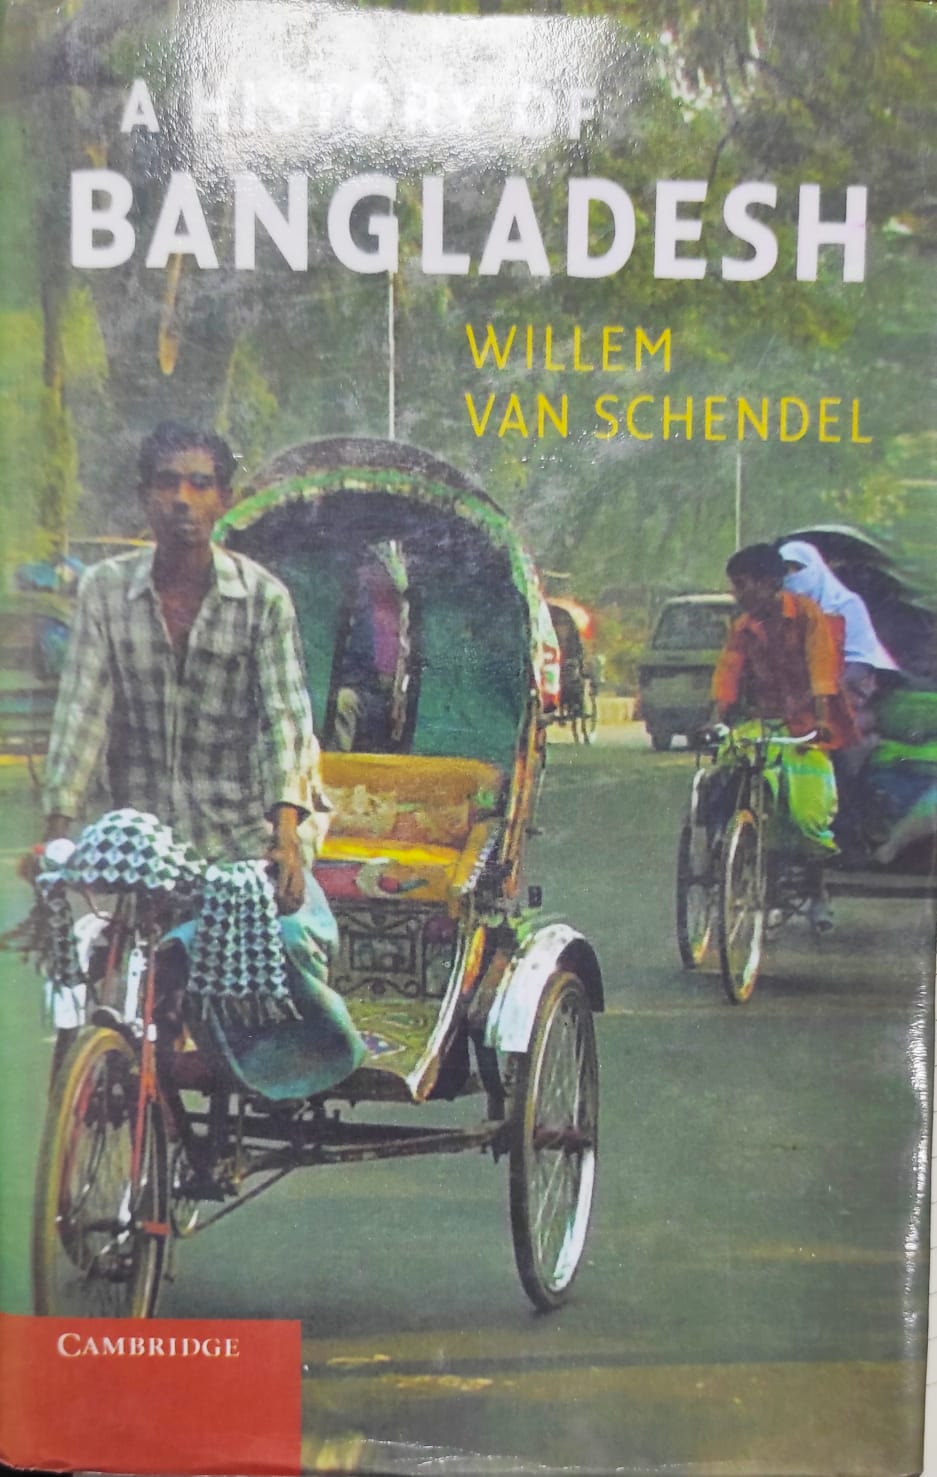 A HISTORY OF
BANGLADESH
WILLEM
VAN SCHENDEL
CAMBRIDGE